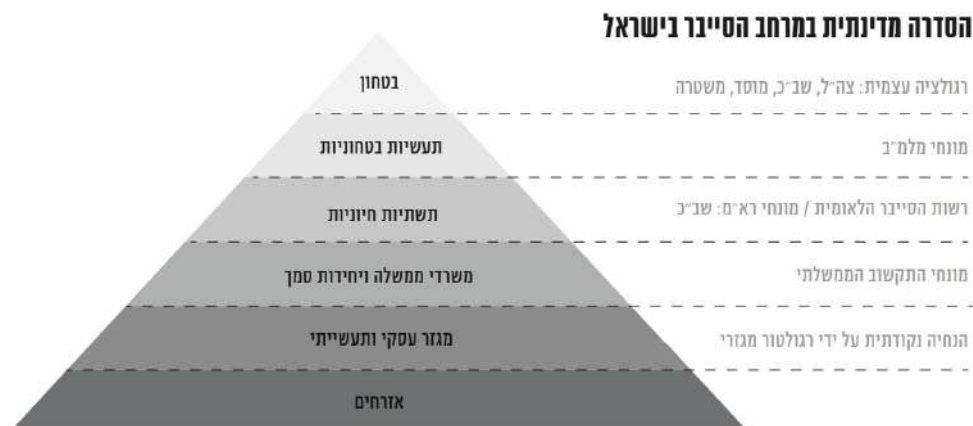 הסדרה מדינתית במרחב הסייבר בישראל
רגולציה עצמית: צה״ל, שב״כ, מוסד, משטרה
בטחון
מונחי מלמ״ב
תעשיות בטחוניות
רשות הסייבר הלאומית / מונחי רא״מ: שב״כ
תשתיות חיוניות
מונחי התקשוב הממשלתי
משרדי ממשלה ויחידות סמך
הנחיה נקודתית על ידי רגולטור מגזרי
מגזר עסקי ותעשייתי
אזרחים